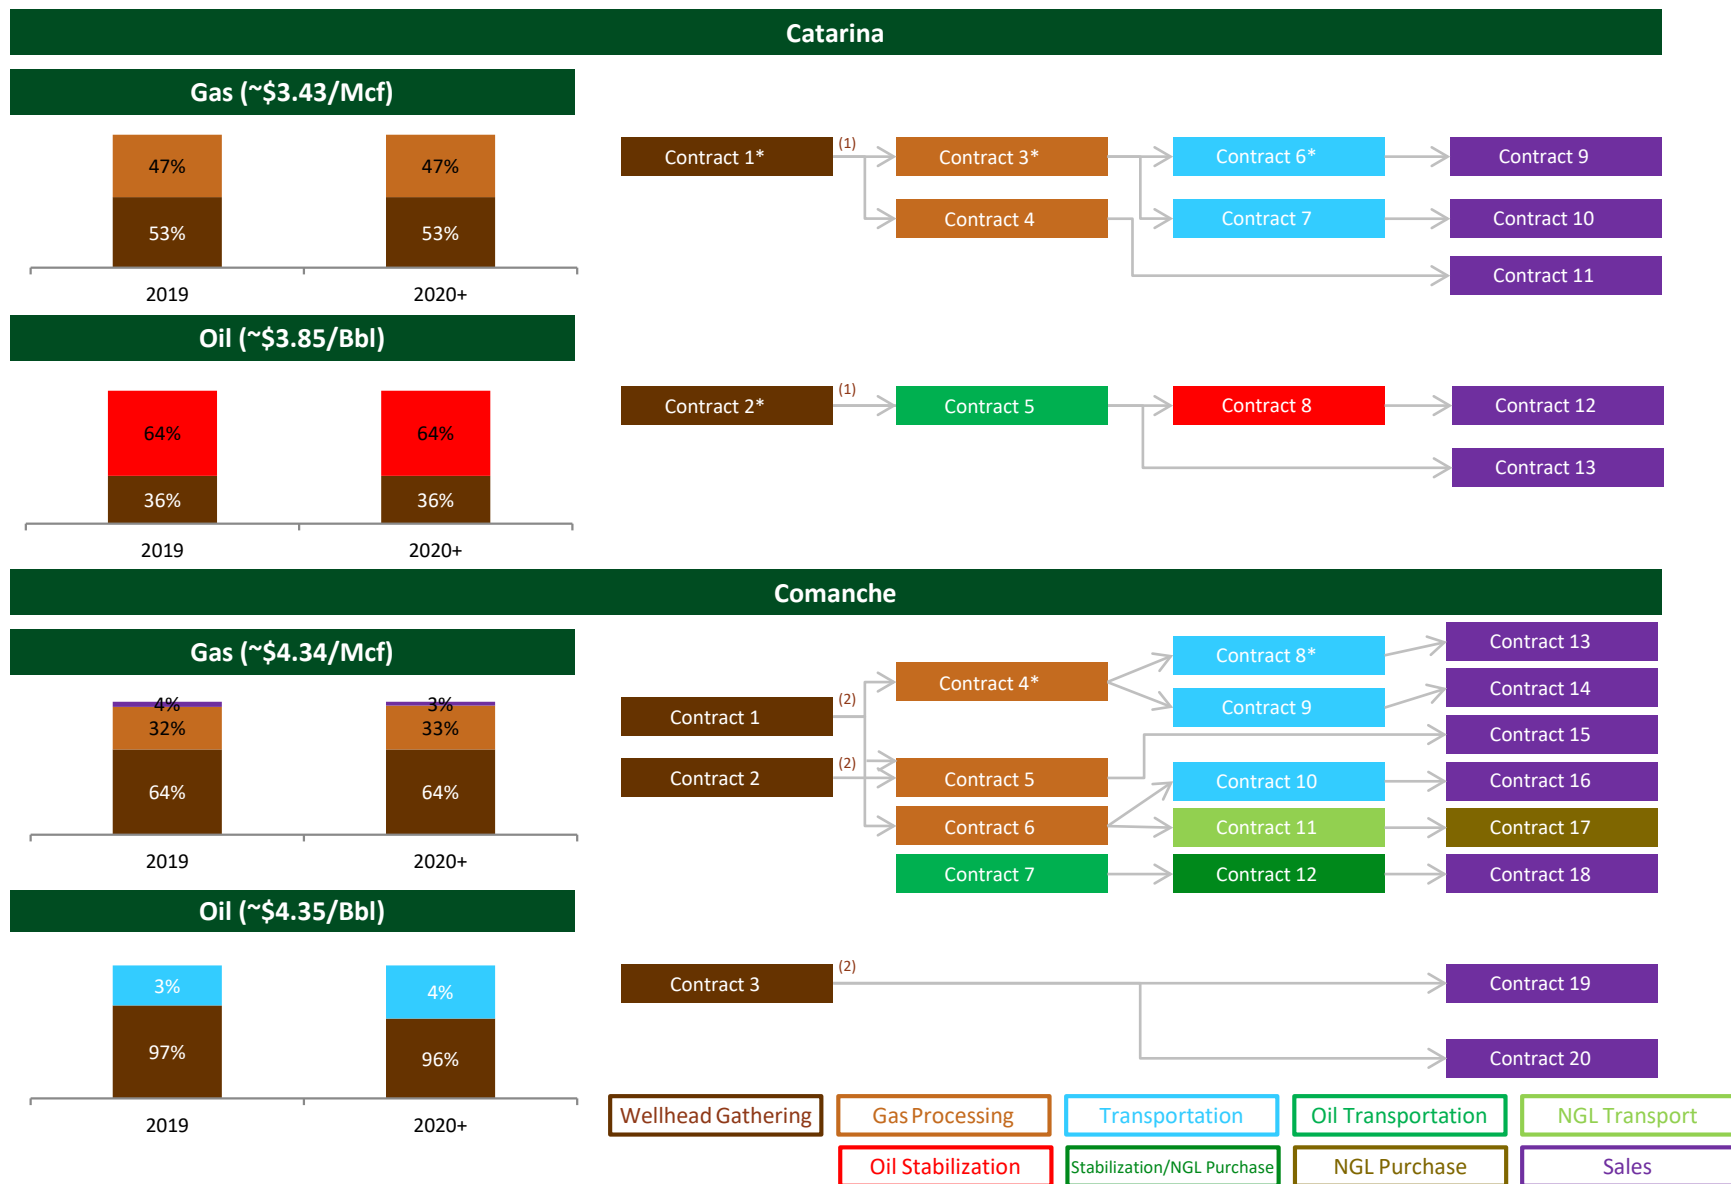 Catarina
Gas (~$3.43/Mcf)
47%
47%
53%
53%
2019
2020+
Contract 1*
(1)
Contract 3*
Contract 6*
Contract 9
Contract 4
Contract 7
Contract 10
Contract 11
Oil (~$3.85/Bbl)
64%
64%
36%
36%
2019
2020+
Contract 2*
(1)
Contract 5
Contract 8
Contract 12
Contract 13
Comanche
Gas (~$4.34/Mcf)
4%
3%
32%
33%
64%
64%
2019
2020+
Contract 1
(2)
Contract 2
(2)
Contract 4*
Contract 5
Contract 6
Contract 7
Contract 8*
Contract 9
Contract 10
Contract 11
Contract 12
Contract 13
Contract 14
Contract 15
Contract 16
Contract 17
Contract 18
Oil (~$4.35/Bbl)
3%
4%
97%
96%
2019
2020+
Contract 3
(2)
Contract 19
Contract 20
Wellhead Gathering
Gas Processing
Transportation
Oil Transportation
NGL Transport
Oil Stabilization
Stabilization/NGL Purchase
NGL Purchase
Sales